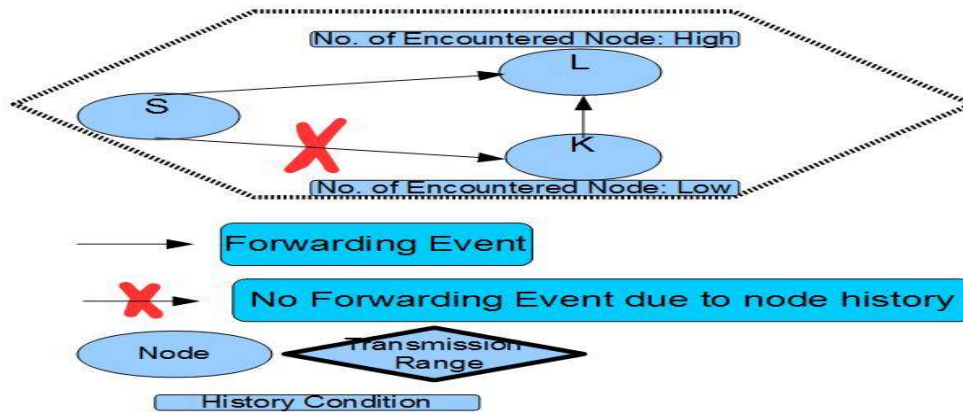 No. of Encountered Node: High
L
S
K
No. of Encountered Node: Low
Forwarding Event
No Forwarding Event due to node history
Node
Transmission
Range
History Condition